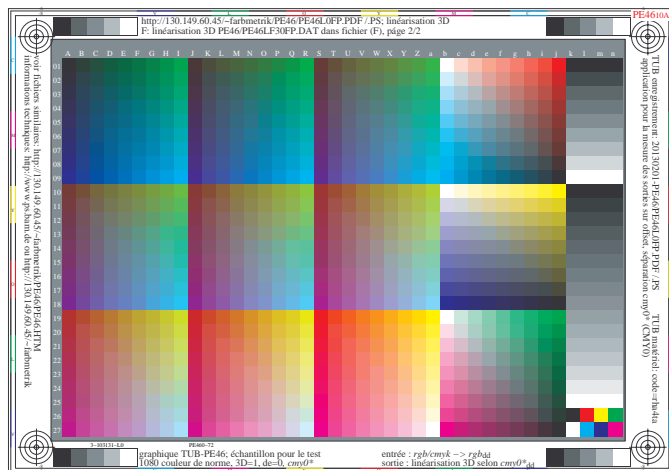 http://130.149.60.45/~farbmetrik/PE46/PE46L0FP.PDF /.PS; linéarisation 3D
F: linéarisation 3D PE46/PE46LF30FP.DAT dans fichier (F), page 2/2
PE4610A
A B C D E F G H I J K L M N O P Q R S T U V W X Y Z a b c d e f g h i j k l m n
01
02
03
04
05
06
07
08
09
10
11
12
13
14
15
16
17
18
19
20
21
22
23
24
25
26
27
voir fichiers similaires: http://130.149.60.45/~farbmetrik/PE46/PE46.HTM
informations techniques: http://www.ps.bam.de ou http://130.149.60.45/~farbmetrik
TUB enregistrement: 20130201-PE46/PE46L0FP.PDF /.PS
application pour la mesure des sorties sur offset, séparation cmy0* (CMY0)
TUB matériel: code=rha4ta
3-103131-L0
PE460-72
graphique TUB-PE46; échantillon pour le test
1080 couleur de norme, 3D=1, de=0, cmy0*
entrée : rgb/cmyk -> rgbdd
sortie : linéarisation 3D selon cmy0*dd